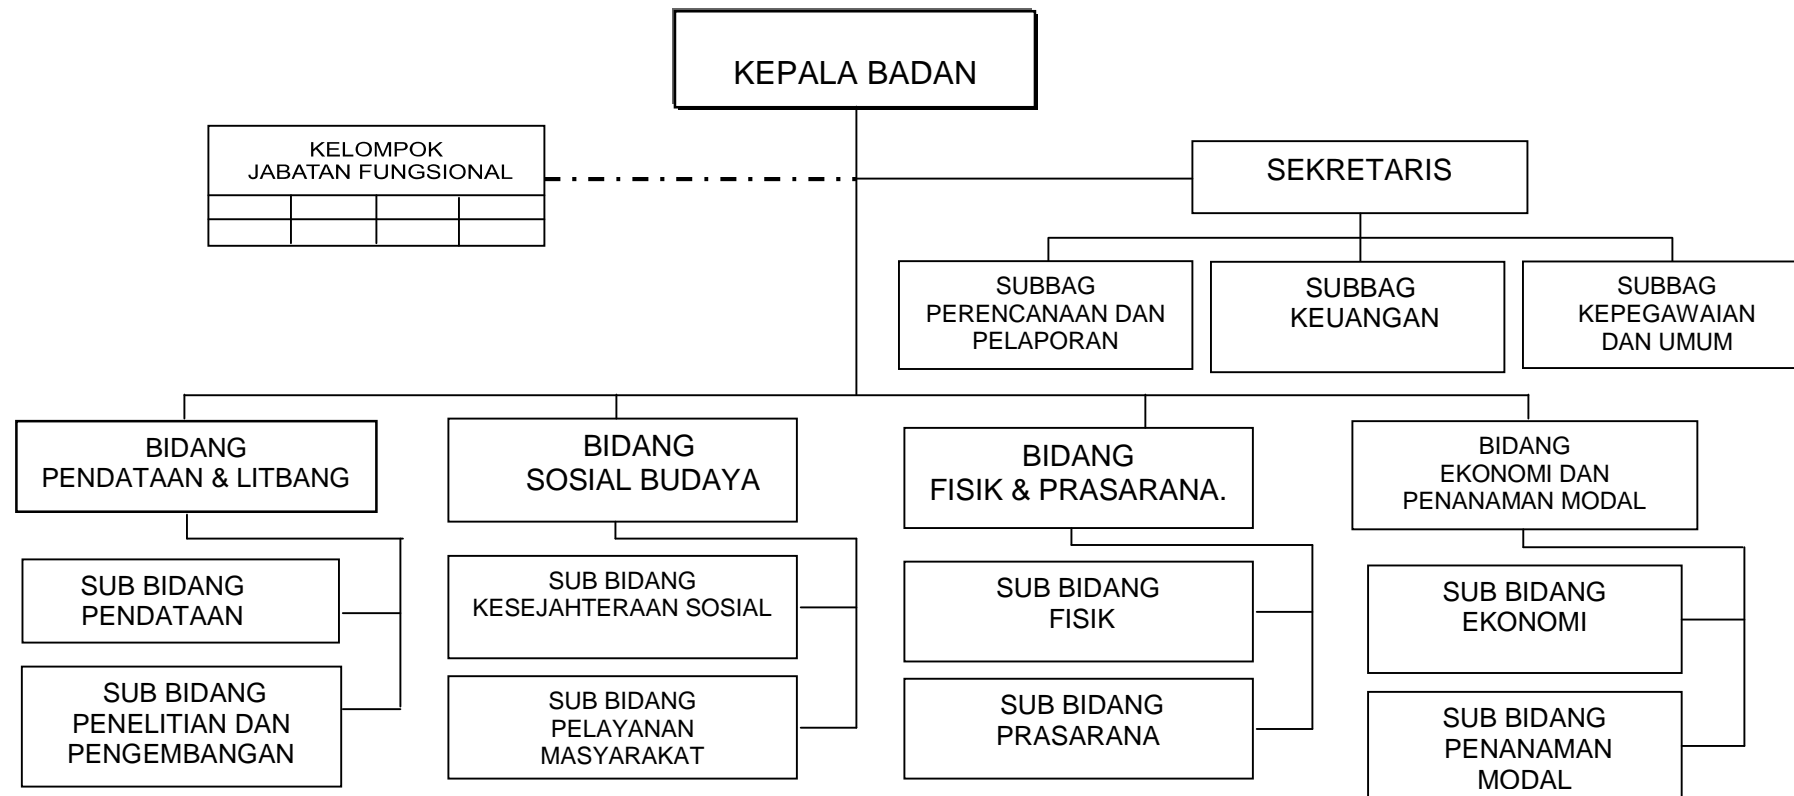 KEPALA BADAN
KELOMPOK
JABATAN FUNGSIONAL
SEKRETARIS
SUBBAG
PERENCANAAN DAN
PELAPORAN
SUBBAG
KEUANGAN
SUBBAG
KEPEGAWAIAN
DAN UMUM
BIDANG
PENDATAAN & LITBANG
BIDANG
SOSIAL BUDAYA
BIDANG
FISIK & PRASARANA.
BIDANG
EKONOMI DAN
PENANAMAN MODAL
SUB BIDANG
PENDATAAN
SUB BIDANG
KESEJAHTERAAN SOSIAL
SUB BIDANG
FISIK
SUB BIDANG
EKONOMI
SUB BIDANG
PENELITIAN DAN
PENGEMBANGAN
SUB BIDANG
PELAYANAN
MASYARAKAT
SUB BIDANG
PRASARANA
SUB BIDANG
PENANAMAN
MODAL